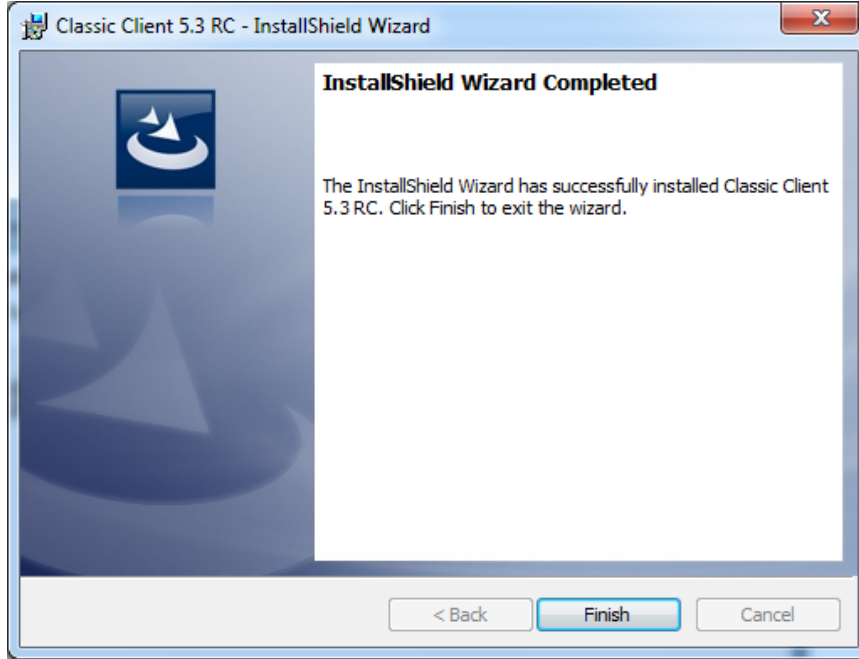 Classic Client 5.3 RC - InstallShield Wizard
InstallShield Wizard Completed
The InstallShield Wizard has successfully installed Classic Client
5.3 RC. Click Finish to exit the wizard.
< Back
Finish
Cancel